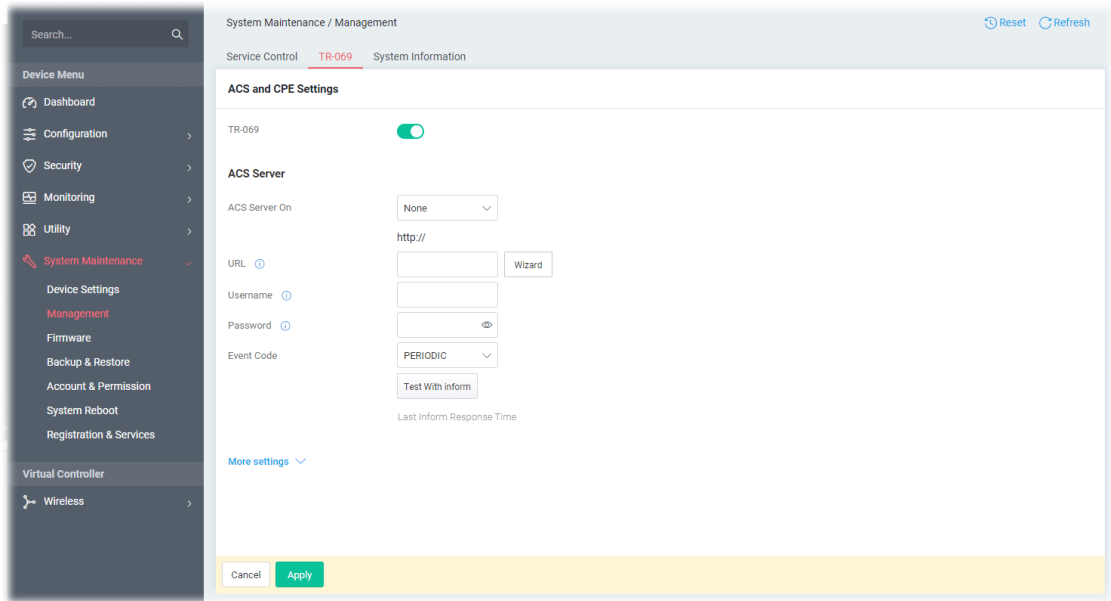 Search...
Device Menu
Dashboard
Configuration
Security
Monitoring
Utility
System Maintenance
Device Settings
Management
Firmware
Backup & Restore
Account & Permission
System Reboot
Registration & Services
Virtual Controller
Wireless
System Maintenance / Management
Reset Refresh
Service Control TR-069 System Information
ACS and CPE Settings
TR-069
ACS Server
ACS Server On None
http://
URL Wizard
Username
Password
Event Code PERIODIC
Test With inform
Last Inform Response Time
More settings
Cancel Apply